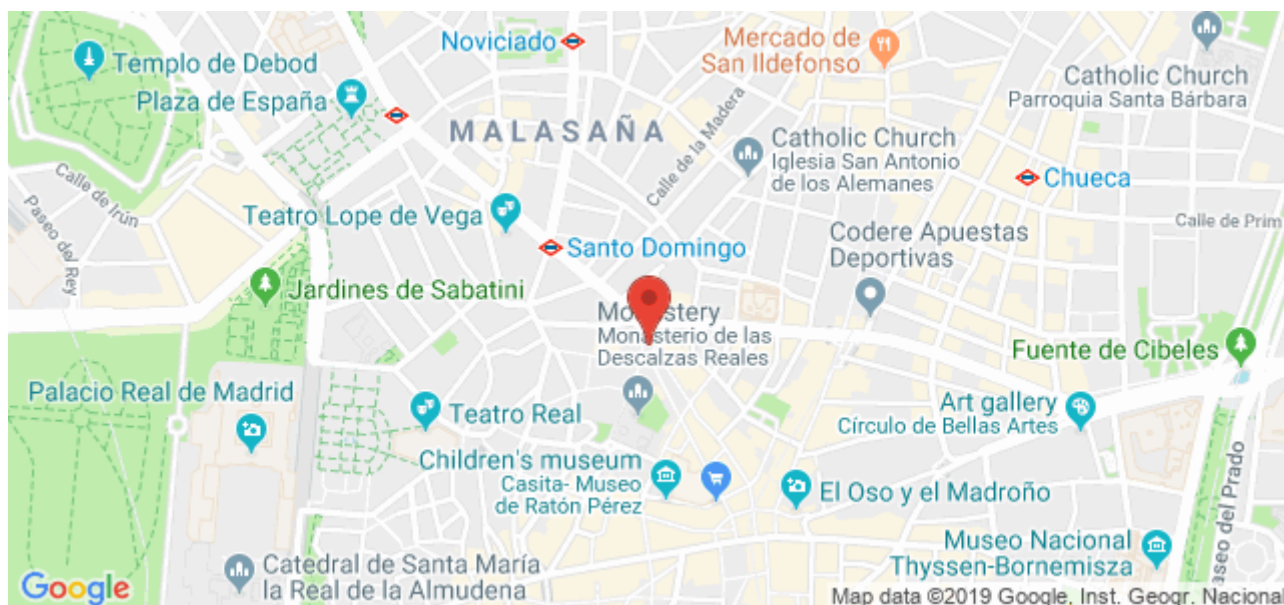 Noviciado
Mercado de
San Ildefonso
Templo de Debod
Plaza de España
Catholic Church
Parroquia Santa Bárbara
MALASAÑA
Calle de la Madera
Catholic Church
Iglesia San Antonio
de los Alemanes
Chueca
Calle de Irún
Paseo del Rey
Teatro Lope de Vega
Santo Domingo
Codere Apuestas
Deportivas
Calle de Prim
Jardines de Sabatini
Monasterio de las
Descalzas Reales
Fuente de Cibeles
Palacio Real de Madrid
Teatro Real
Art gallery
Círculo de Bellas Artes
Children's museum
Casita- Museo
de Ratón Pérez
El Oso y el Madroño
Museo Nacional
Thyssen-Bornemisza
aseo del Prado
Catedral de Santa María
la Real de la Almudena
Google
Map data ©2019 Google, Inst. Geogr. Naciona